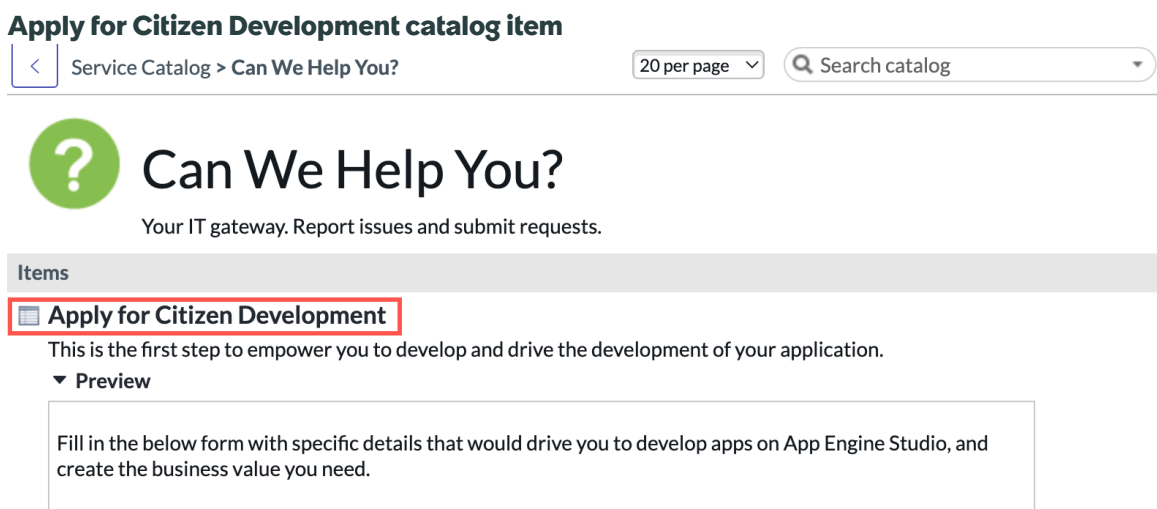 Apply for Citizen Development catalog item
Service Catalog > Can We Help You?
20 per page
Search catalog
Can We Help You?
Your IT gateway. Report issues and submit requests.
Items
Apply for Citizen Development
This is the first step to empower you to develop and drive the development of your application.
Preview
Fill in the below form with specific details that would drive you to develop apps on App Engine Studio, and
create the business value you need.